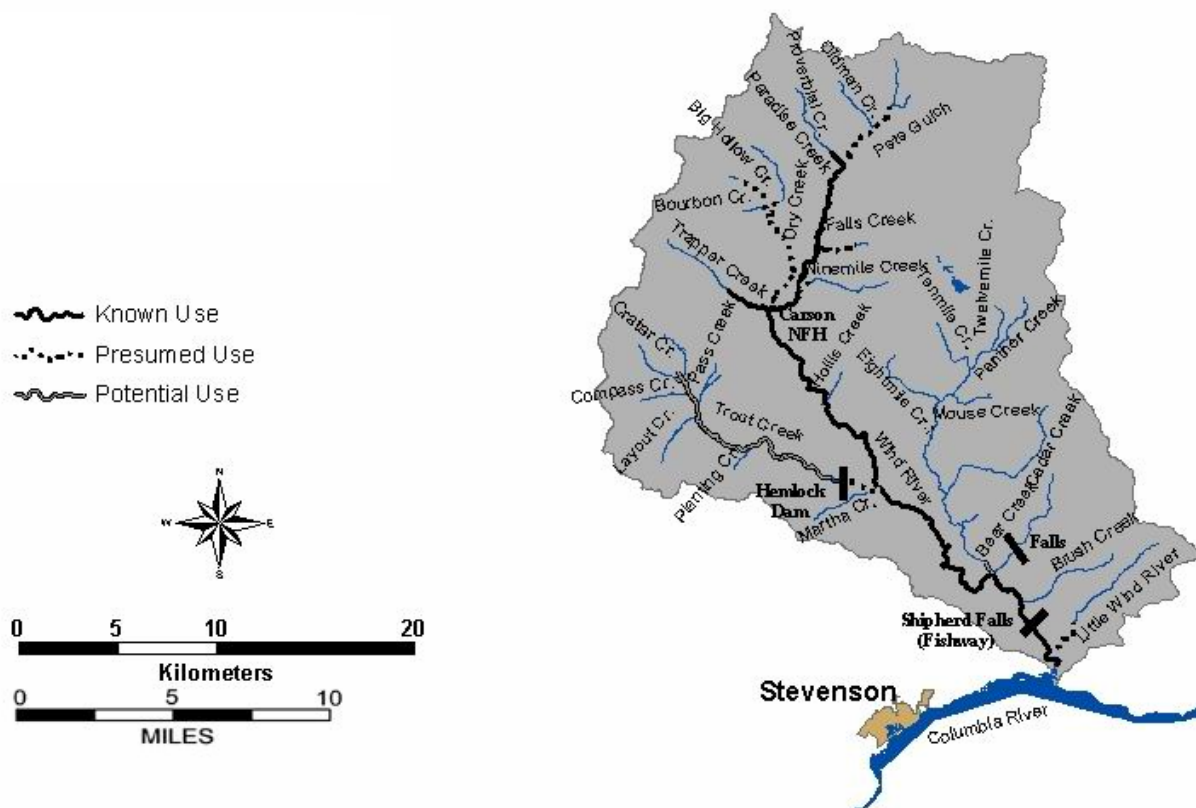 Proverbial Cr.
Oldman Cr.
Paradise Creek
Pete Gulch
Big Hollow Cr.
Bourbon Cr.
Dry Creek
Falls Creek
Trapper Creek
Ninemile Creek
Tenmile Cr.
Twelvemile Cr.
Panther Creek
Known Use
Presumed Use
Potential Use
Carson
NFH
Hollis Creek
Crater Cr.
Pass Creek
Compass Cr.
Eightmile Cr.
Mouse Creek
Layout Cr.
Trout Creek
Wind River
Cedar Creek
Planting Cr.
Hemlock
Dam
Martha Cr.
Bear Creek
Falls
Brush Creek
Little Wind River
Shipherd Falls
(Fishway)
N
W
E
S
0 5 10 20
Kilometers
0 5 10
MILES
Stevenson
Columbia River